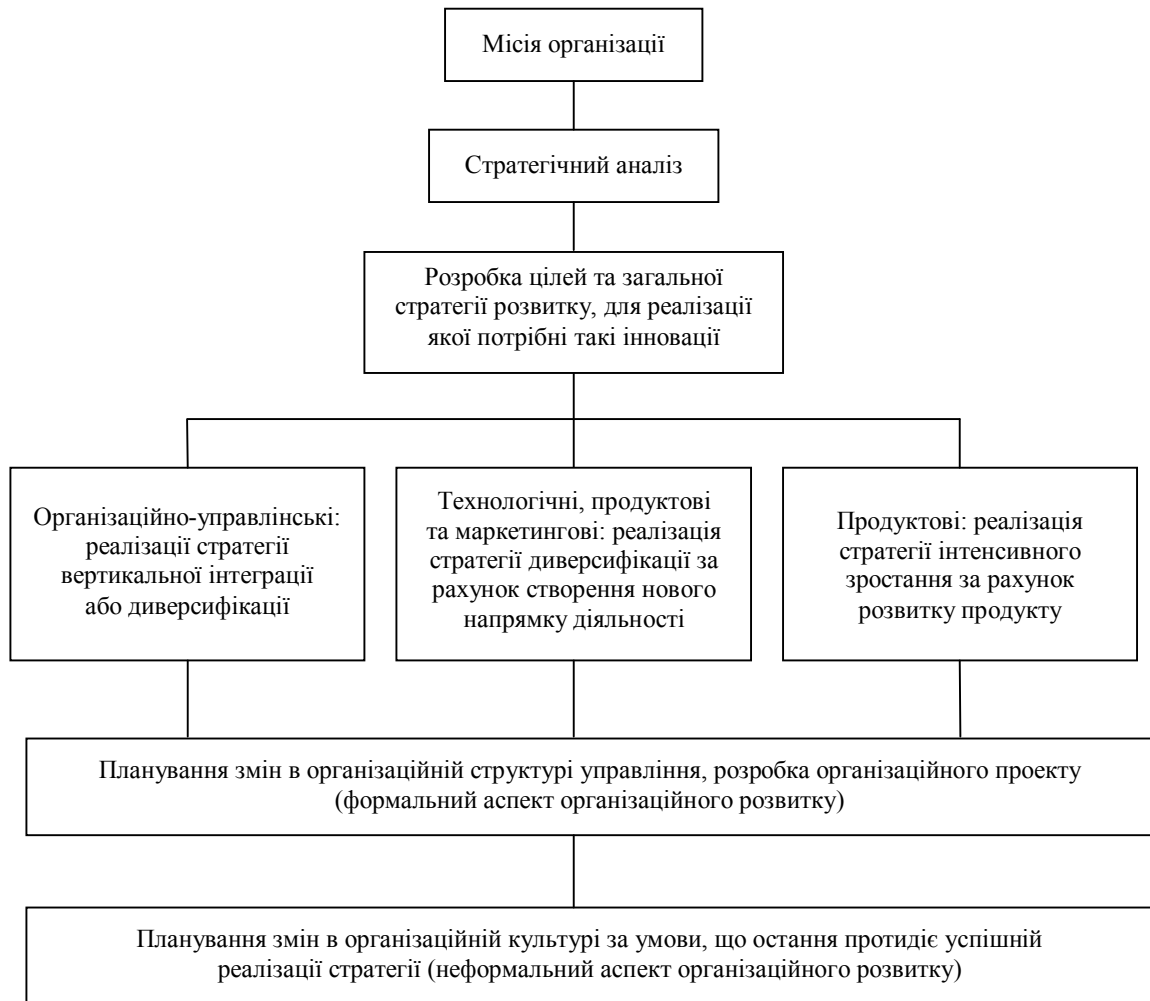 Місія організації
Стратегічний аналіз
Розробка цілей та загальної
стратегії розвитку, для реалізації
якої потрібні такі інновації
Організаційно-управлінські:
реалізації стратегії
вертикальної інтеграції
або диверсифікації
Технологічні, продуктові
та маркетингові: реалізація
стратегії диверсифікації за
рахунок створення нового
напрямку діяльності
Продуктові: реалізація
стратегії інтенсивного
зростання за рахунок
розвитку продукту
Планування змін в організаційній структурі управління, розробка організаційного проекту
(формальний аспект організаційного розвитку)
Планування змін в організаційній культурі за умови, що остання протидіє успішній
реалізації стратегії (неформальний аспект організаційного розвитку)